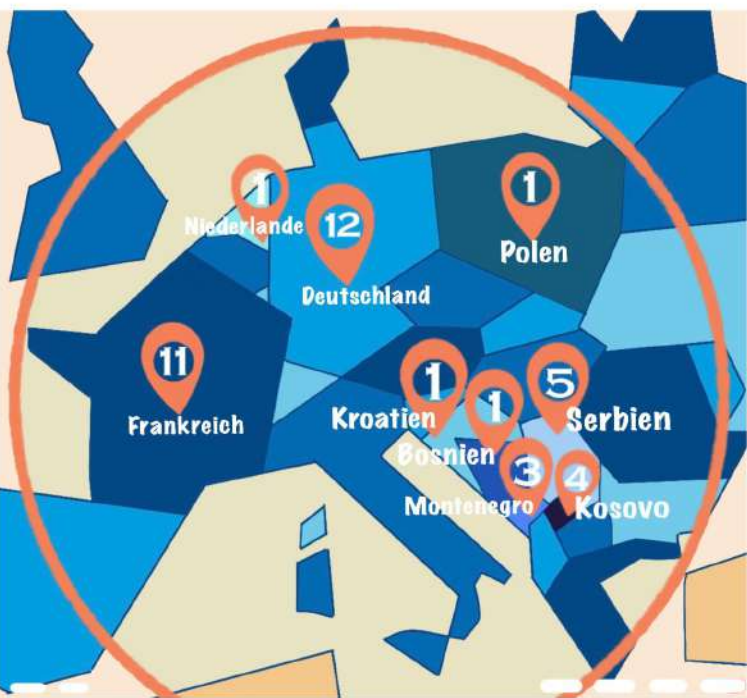 1
Niederlande
12
Deutschland
1
Polen
11
Frankreich
1
Kroatien
1
Bosnien
5
Serbien
3
Montenegro
4
Kosovo